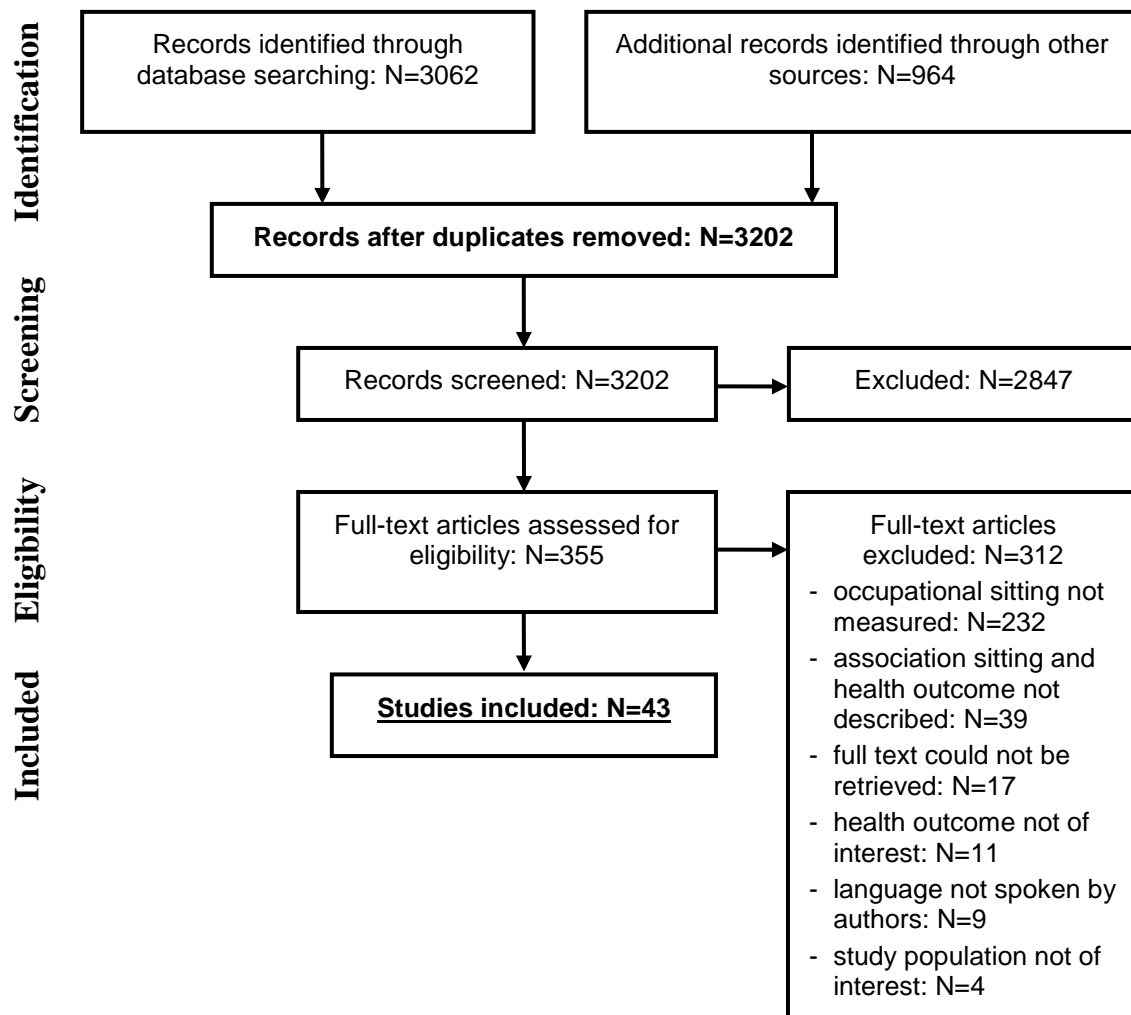 Identification
Records identified through
database searching: N=3062
Additional records identified through other
sources: N=964
Records after duplicates removed: N=3202
Screening
Records screened: N=3202
Excluded: N=2847
Eligibility
Full-text articles assessed for
eligibility: N=355
Full-text articles
excluded: N=312
- occupational sitting not
measured: N=232
- association sitting and
health outcome not
described: N=39
- full text could not be
retrieved: N=17
- health outcome not of
interest: N=11
- language not spoken by
authors: N=9
- study population not of
interest: N=4
Included
Studies included: N=43